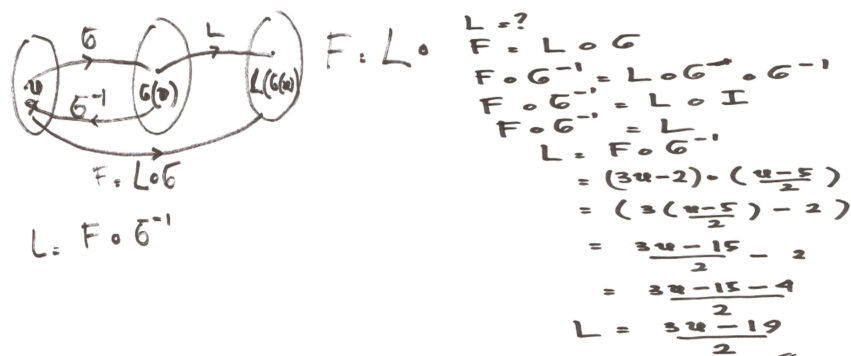 G L
x G(x) L(G(x))
G⁻¹
F = L∘G
L = F∘G⁻¹
F = L∘
L = ?
F = L∘G
F∘G⁻¹ = L∘G∘G⁻¹
F∘G⁻¹ = L∘I
F∘G⁻¹ = L
L = F∘G⁻¹
= (3x-2)∘(x-5/2)
= (3(x-5/2)-2)
= 3x-15/2 - 2
= 3x-15-4/2
L = 3x-19/2